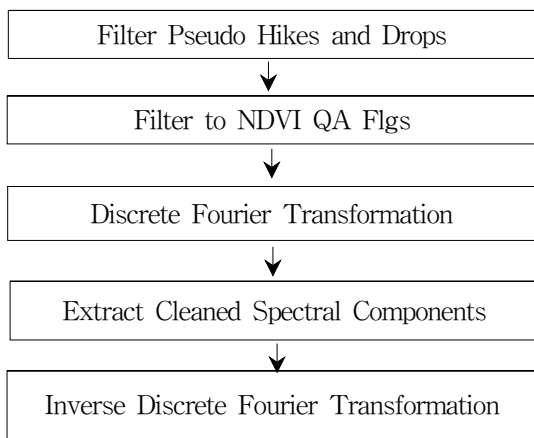 Filter Pseudo Hikes and Drops
Filter to NDVI QA Flgs
Discrete Fourier Transformation
Extract Cleaned Spectral Components
Inverse Discrete Fourier Transformation